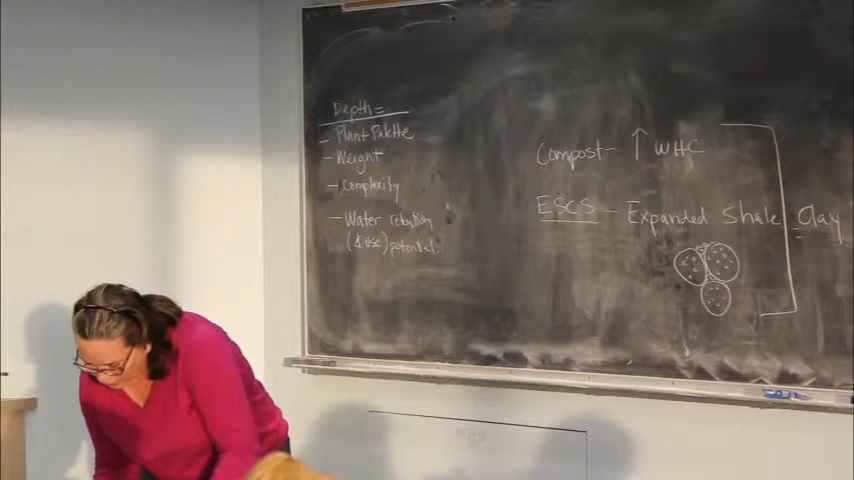 Depth =
- Plant Palette
- Weight
- Complexity
- Water retention
(& use) potential.
Compost - ↑ WHC
ESCS - Expanded Shale Clay